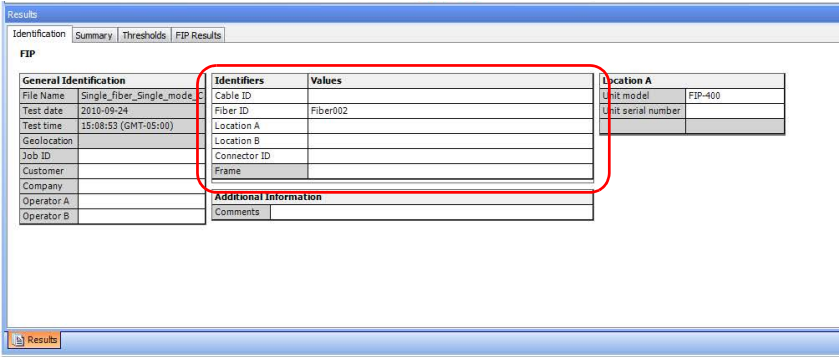 Results
Identification Summary Thresholds FIP Results
FIP
General Identification
File Name Single_fiber_Single_mode_C
Test date 2010-09-24
Test time 15:08:53 (GMT-05:00)
Geolocation
Job ID
Customer
Company
Operator A
Operator B
Identifiers Values
Cable ID
Fiber ID Fiber002
Location A
Location B
Connector ID
Frame
Additional Information
Comments
Location A
Unit model FIP-400
Unit serial number
Results